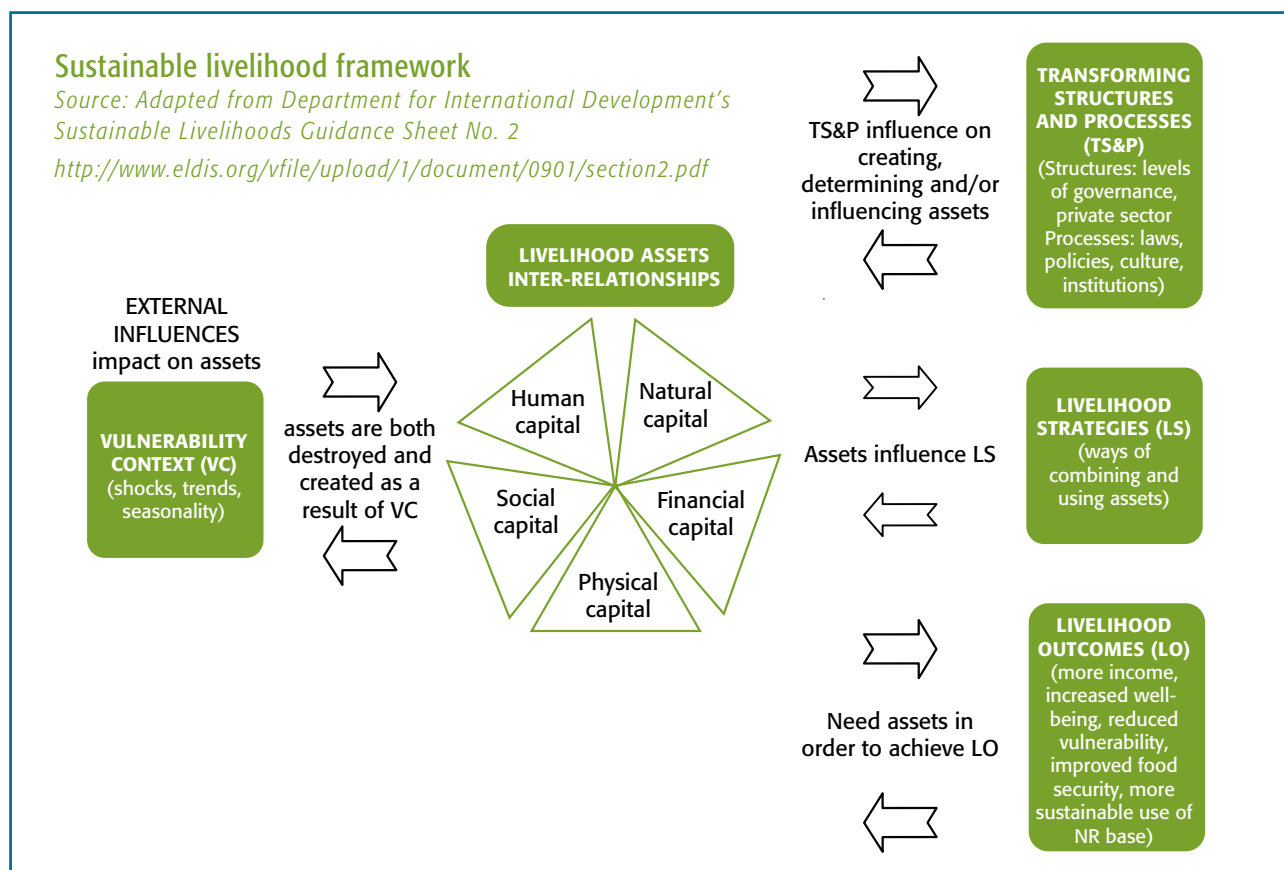 Sustainable livelihood framework
Source: Adapted from Department for International Development's
Sustainable Livelihoods Guidance Sheet No. 2
http://www.eldis.org/vfile/upload/1/document/0901/section2.pdf
LIVELIHOOD ASSETS
INTER-RELATIONSHIPS
EXTERNAL
INFLUENCES
impact on assets
VULNERABILITY
CONTEXT (VC)
(shocks, trends,
seasonality)
assets are both
destroyed and
created as a
result of VC
Human
capital
Natural
capital
Social
capital
Financial
capital
Physical
capital
TS&P influence on
creating,
determining and/or
influencing assets
TRANSFORMING
STRUCTURES
AND PROCESSES
(TS&P)
(Structures: levels
of governance,
private sector
Processes: laws,
policies, culture,
institutions)
Assets influence LS
LIVELIHOOD
STRATEGIES (LS)
(ways of
combining and
using assets)
Need assets in
order to achieve LO
LIVELIHOOD
OUTCOMES (LO)
(more income,
increased well-
being, reduced
vulnerability,
improved food
security, more
sustainable use of
NR base)